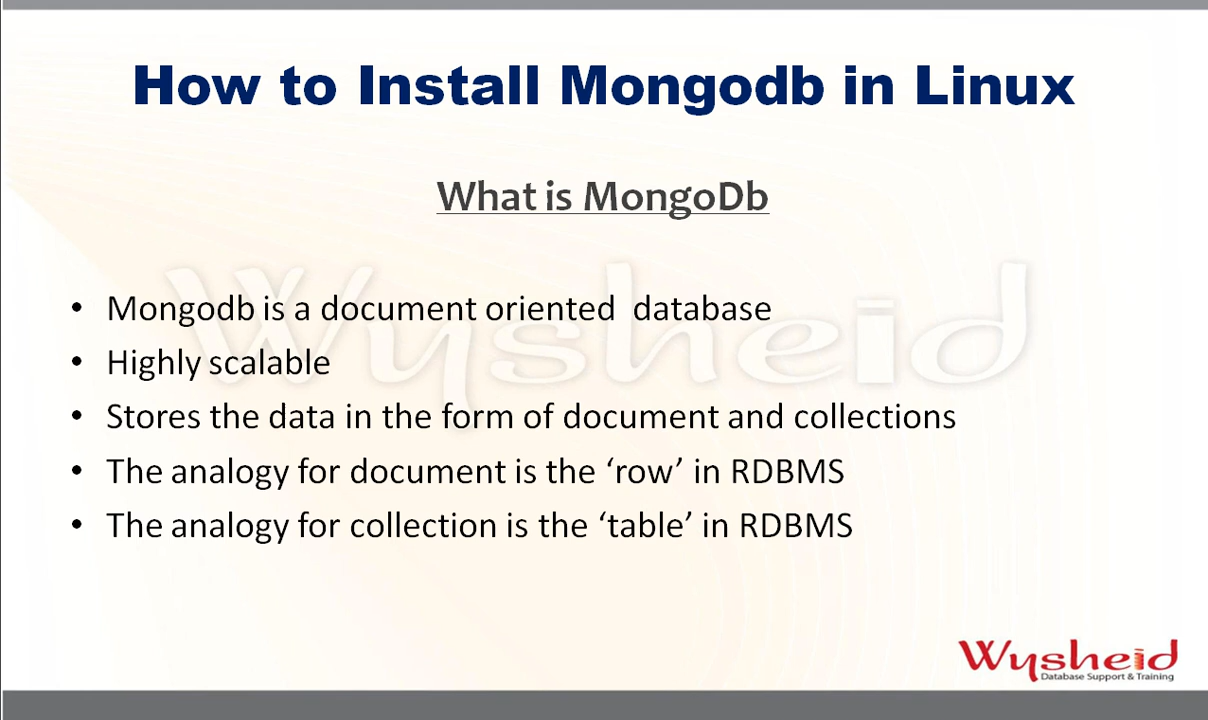 How to Install Mongodb in Linux
What is MongoDb
Wysheid
• Mongodb is a document oriented  database
• Highly scalable
• Stores the data in the form of document and collections
• The analogy for document is the ‘row’ in RDBMS
• The analogy for collection is the ‘table’ in RDBMS
Wysheid
Database Support & Training